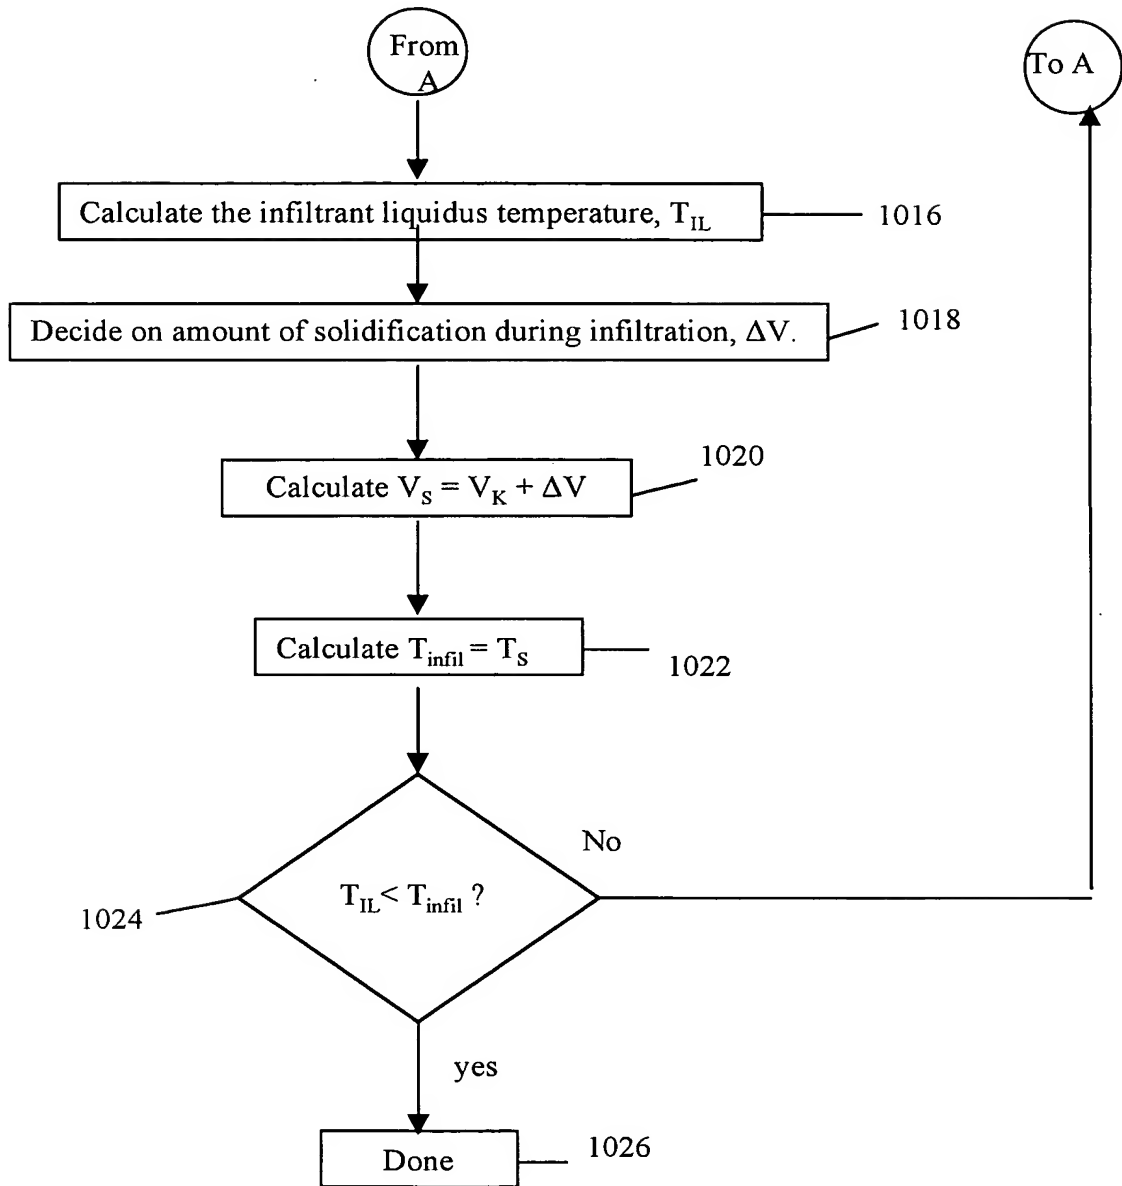 From
A
To A
Calculate the infiltrant liquidus temperature, T_IL
1016
Decide on amount of solidification during infiltration, ΔV.
1018
1020
Calculate V_S = V_K + ΔV
Calculate T_infil = T_S
1022
No
T_IL < T_infil ?
1024
yes
Done
1026